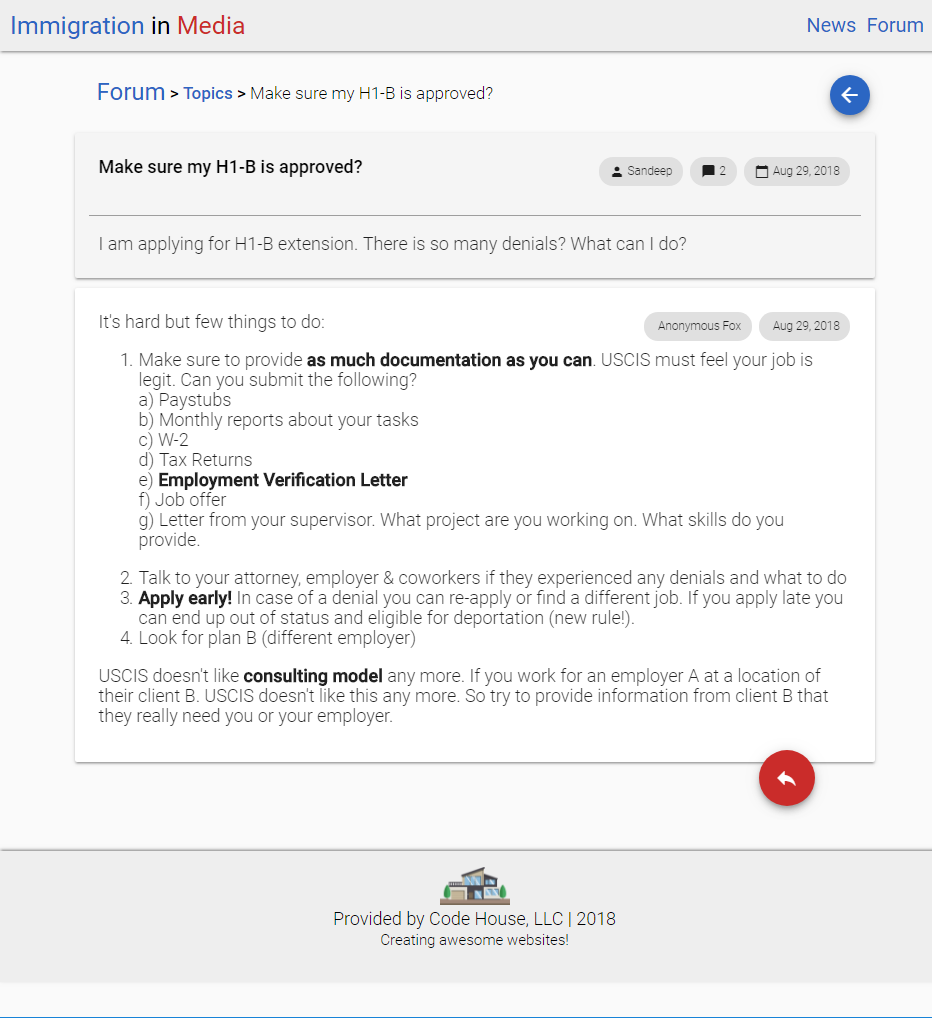 Immigration in Media
News Forum
Forum > Topics > Make sure my H1-B is approved?
Make sure my H1-B is approved?
Sandeep
2
Aug 29, 2018
I am applying for H1-B extension. There is so many denials? What can I do?
It's hard but few things to do:
Anonymous Fox
Aug 29, 2018
1. Make sure to provide as much documentation as you can. USCIS must feel your job is
legit. Can you submit the following?
a) Paystubs
b) Monthly reports about your tasks
c) W-2
d) Tax Returns
e) Employment Verification Letter
f) Job offer
g) Letter from your supervisor. What project are you working on. What skills do you
provide.
2. Talk to your attorney, employer & coworkers if they experienced any denials and what to do
3. Apply early! In case of a denial you can re-apply or find a different job. If you apply late you
can end up out of status and eligible for deportation (new rule!).
4. Look for plan B (different employer)
USCIS doesn't like consulting model any more. If you work for an employer A at a location of
their client B. USCIS doesn't like this any more. So try to provide information from client B that
they really need you or your employer.
Provided by Code House, LLC | 2018
Creating awesome websites!